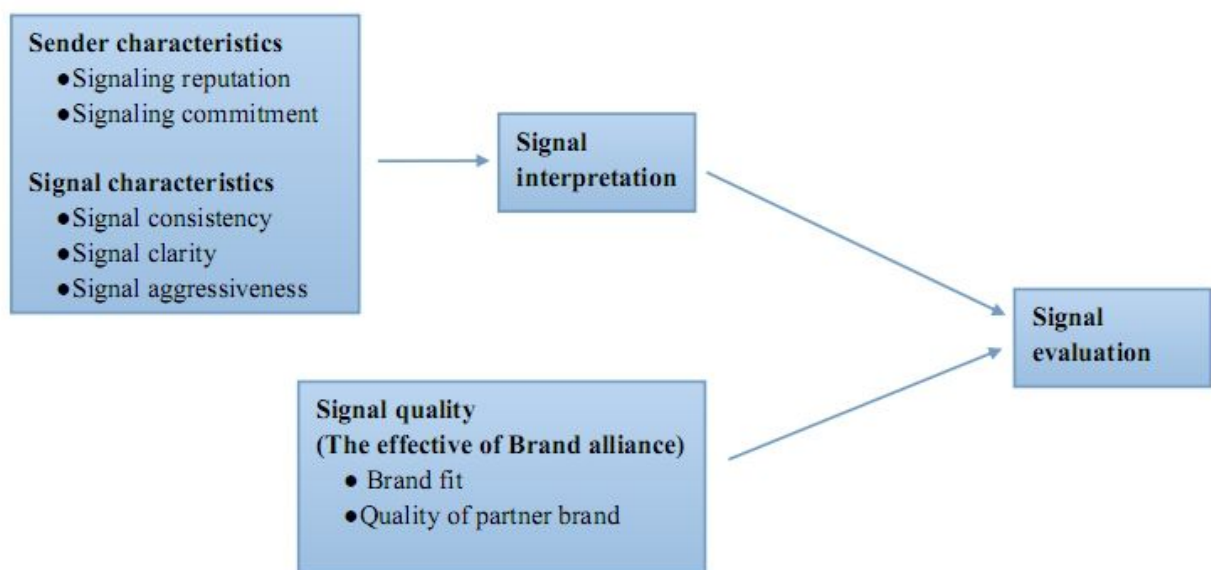 Sender characteristics
●Signaling reputation
●Signaling commitment
Signal characteristics
●Signal consistency
●Signal clarity
●Signal aggressiveness
Signal
interpretation
Signal
evaluation
Signal quality
(The effective of Brand alliance)
● Brand fit
●Quality of partner brand